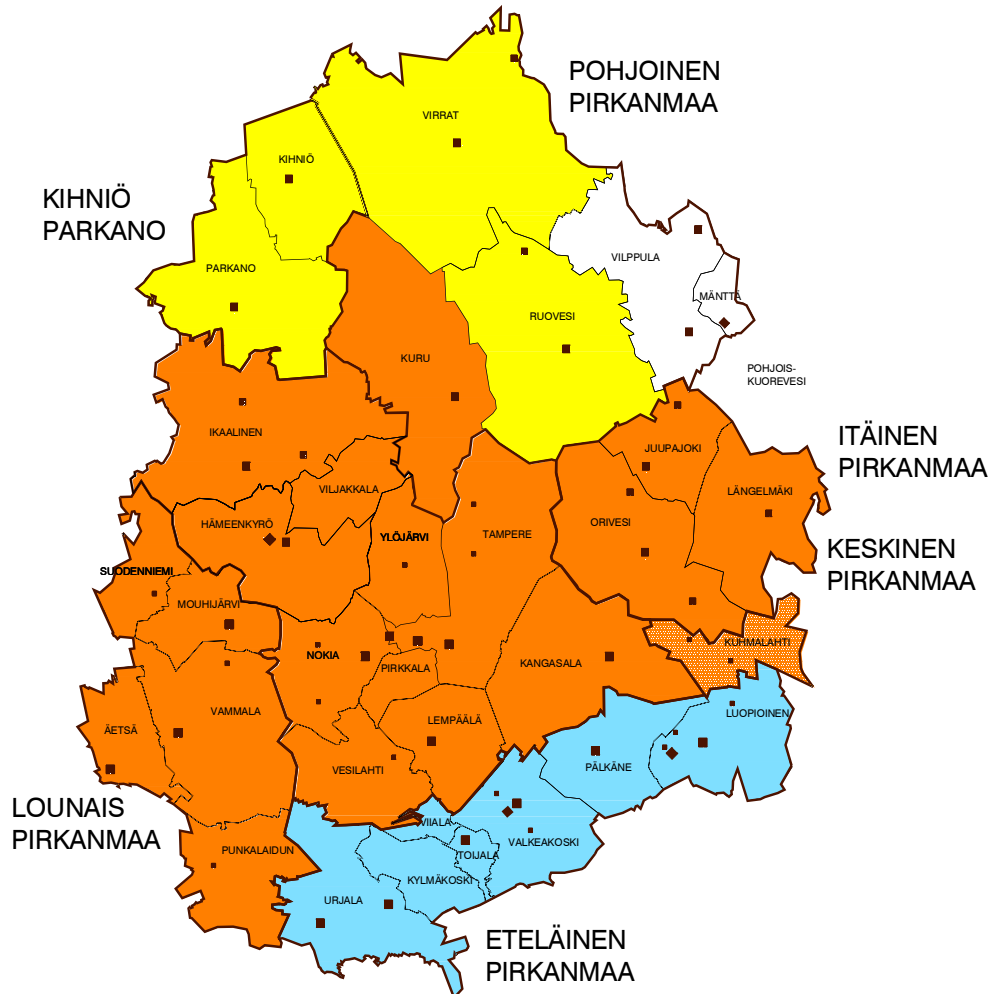 POHJOINEN
PIRKANMAA
VIRRAT
KIHNIÖ
KIHNIÖ
PARKANO
PARKANO
VILPPULA
MÄNTTÄ
RUOVESI
KURU
POHJOIS-
KUOREVESI
IKAALINEN
JUUPAJOKI
ITÄINEN
PIRKANMAA
LÄNGELMÄKI
VILJAKKALA
HÄMEENKYRÖ
YLÖJÄRVI
TAMPERE
ORIVESI
KESKINEN
PIRKANMAA
SUODENNIEMI
MOUHIJÄRVI
KUHMALAHTI
NOKIA
PIRKKALA
KANGASALA
VAMMALA
LEMPÄÄLÄ
LUOPIOINEN
ÄETSÄ
VESILAHTI
PÄLKÄNE
LOUNAIS
PIRKANMAA
VIIALA
VALKEAKOSKI
TOIJALA
PUNKALAIDUN
KYLMÄKOSKI
URJALA
ETELÄINEN
PIRKANMAA